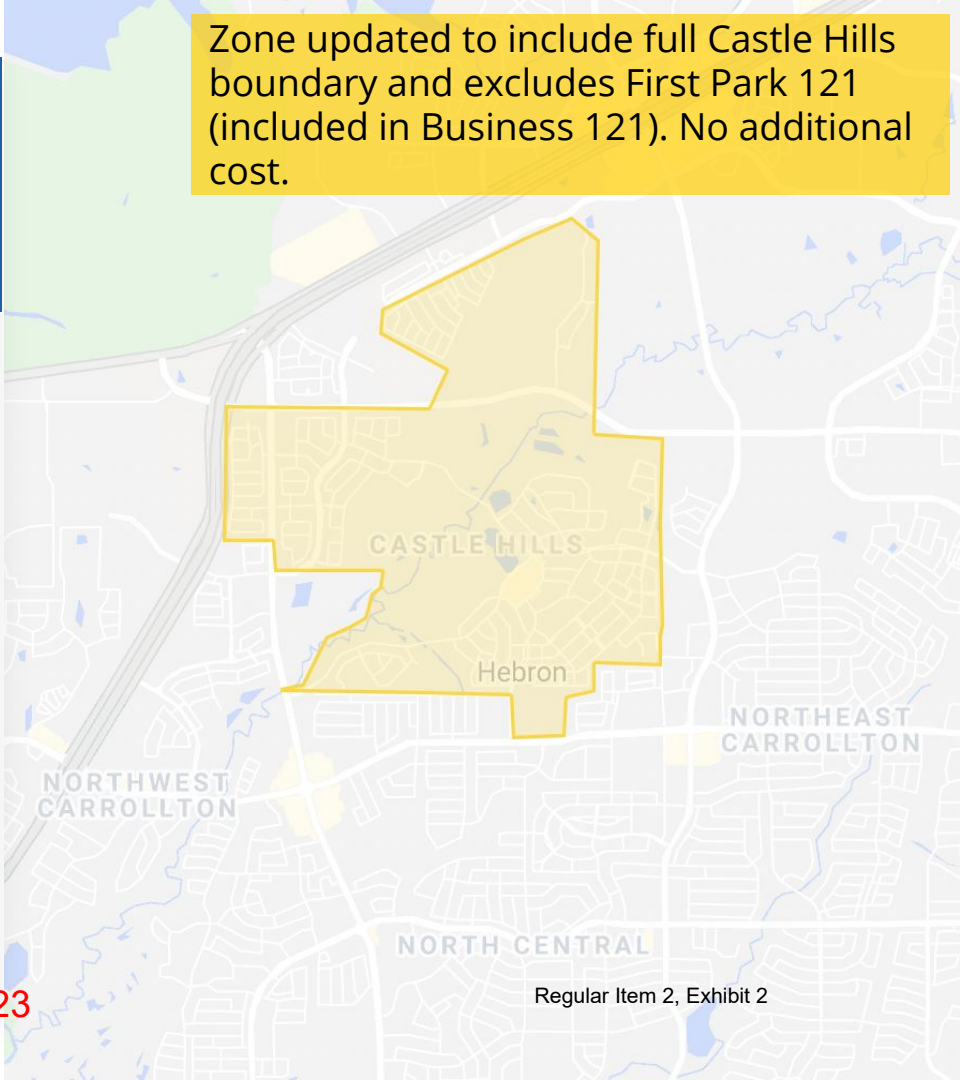 Zone updated to include full Castle Hills
boundary and excludes First Park 121
(included in Business 121). No additional
cost.
CASTLE HILLS
Hebron
NORTHEAST
CARROLLTON
NORTHWEST
CARROLLTON
NORTH CENTRAL
23
Regular Item 2, Exhibit 2